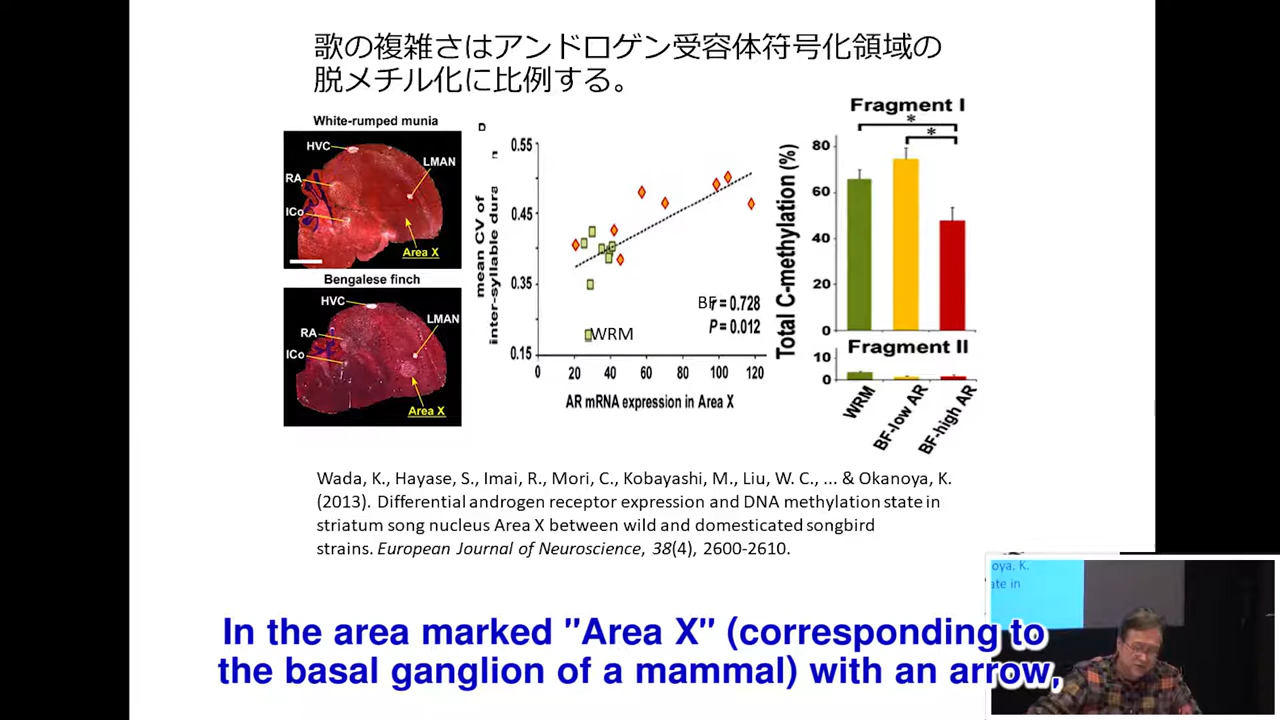 歌の複雑さはアンドロゲン受容体符号化領域の
脱メチル化に比例する。
White-rumped munia
HVC
LMAN
RA
ICo
Area X
Bengalese finch
HVC
LMAN
RA
ICo
Area X
D
n
mean CV of
inter-syllable dura
0.55
0.45
0.35
0.15
BF
r = 0.728
P = 0.012
WRM
0 20 40 60 80 100 120
AR mRNA expression in Area X
Fragment I
* *
Total C-methylation (%)
80
60
40
20
0
Fragment II
10
0
WRM
BF-low AR
BF-high AR
Wada, K., Hayase, S., Imai, R., Mori, C., Kobayashi, M., Liu, W. C., ... & Okanoya, K.
(2013). Differential androgen receptor expression and DNA methylation state in
striatum song nucleus Area X between wild and domesticated songbird
strains. European Journal of Neuroscience, 38(4), 2600-2610.
oya, K.
ate in
In the area marked "Area X" (corresponding to
the basal ganglion of a mammal) with an arrow,